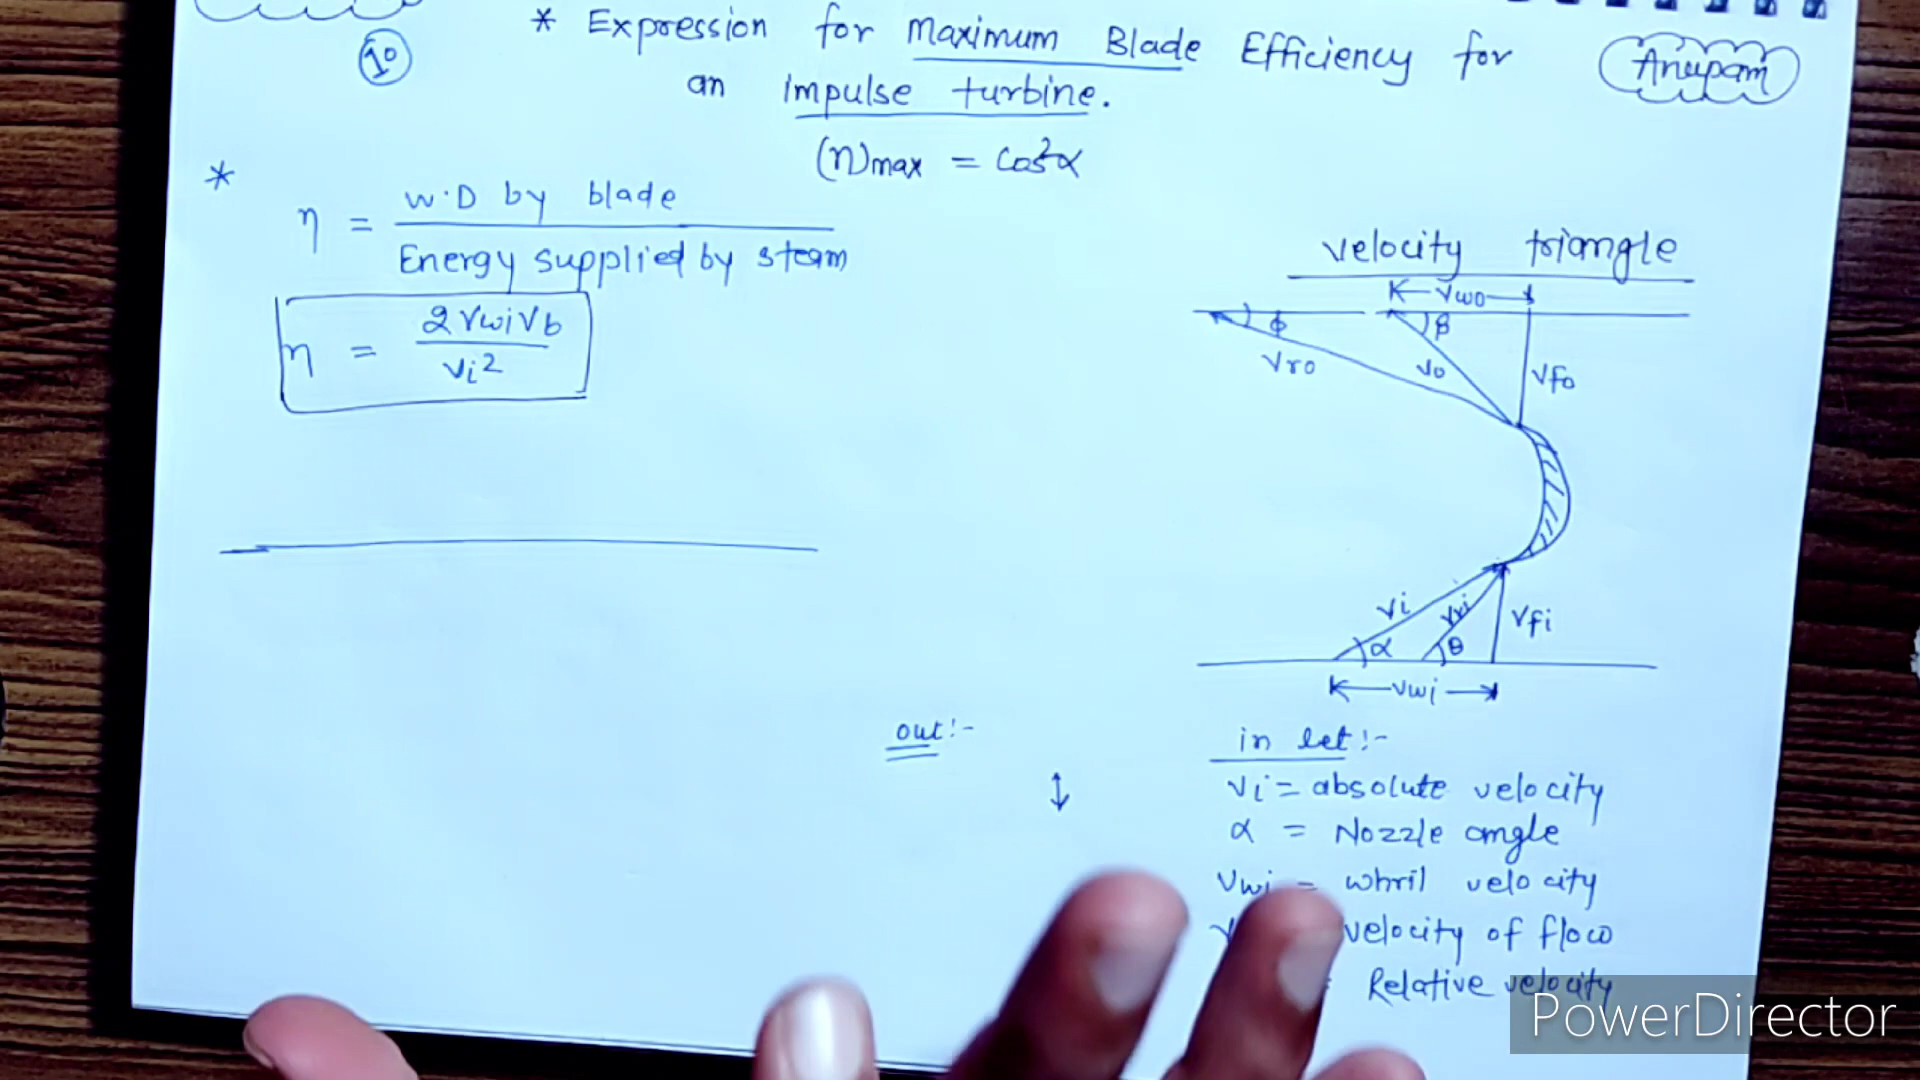 10
* Expression for Maximum Blade Efficiency for
an impulse turbine.
Anupam
(η)max = Cos²α
*
η = W.D by blade
Energy supplied by steam
η = 2VwiVb
Vi²
velocity triangle
Vwo
ϕ
β
Vro
Vo
Vfo
Vi
Vri
Vfi
α
θ
Vwi
out:-
in let:-
Vi = absolute velocity
α = Nozzle angle
Vwi = whril velocity
velocity of flow
Relative velocity
PowerDirector